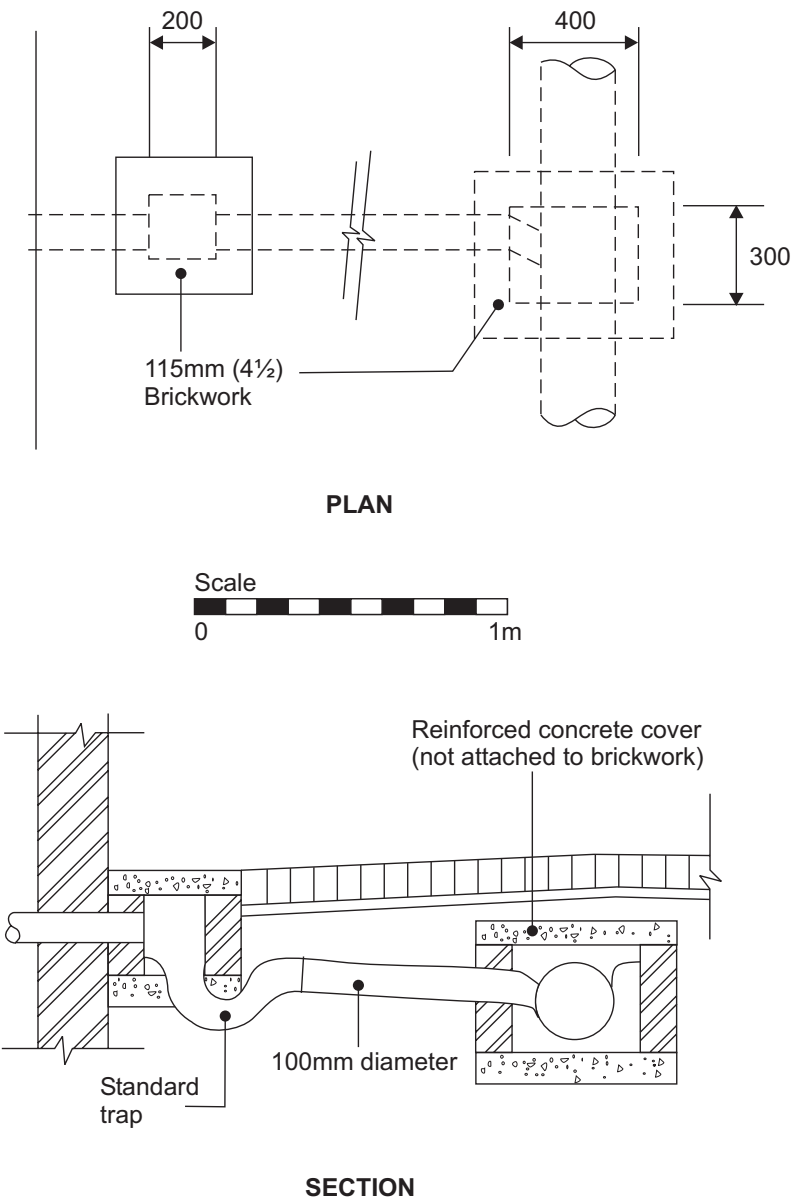 200
400
300
115mm (4½)
Brickwork
PLAN
Scale
0 1m
Reinforced concrete cover
(not attached to brickwork)
100mm diameter
Standard
trap
SECTION